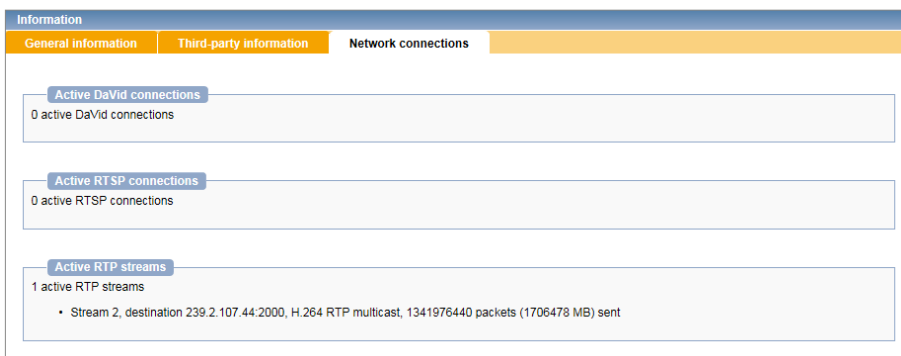 Information
General information
Third-party information
Network connections
Active DaVid connections
0 active DaVid connections
Active RTSP connections
0 active RTSP connections
Active RTP streams
1 active RTP streams
• Stream 2, destination 239.2.107.44:2000, H.264 RTP multicast, 1341976440 packets (1706478 MB) sent